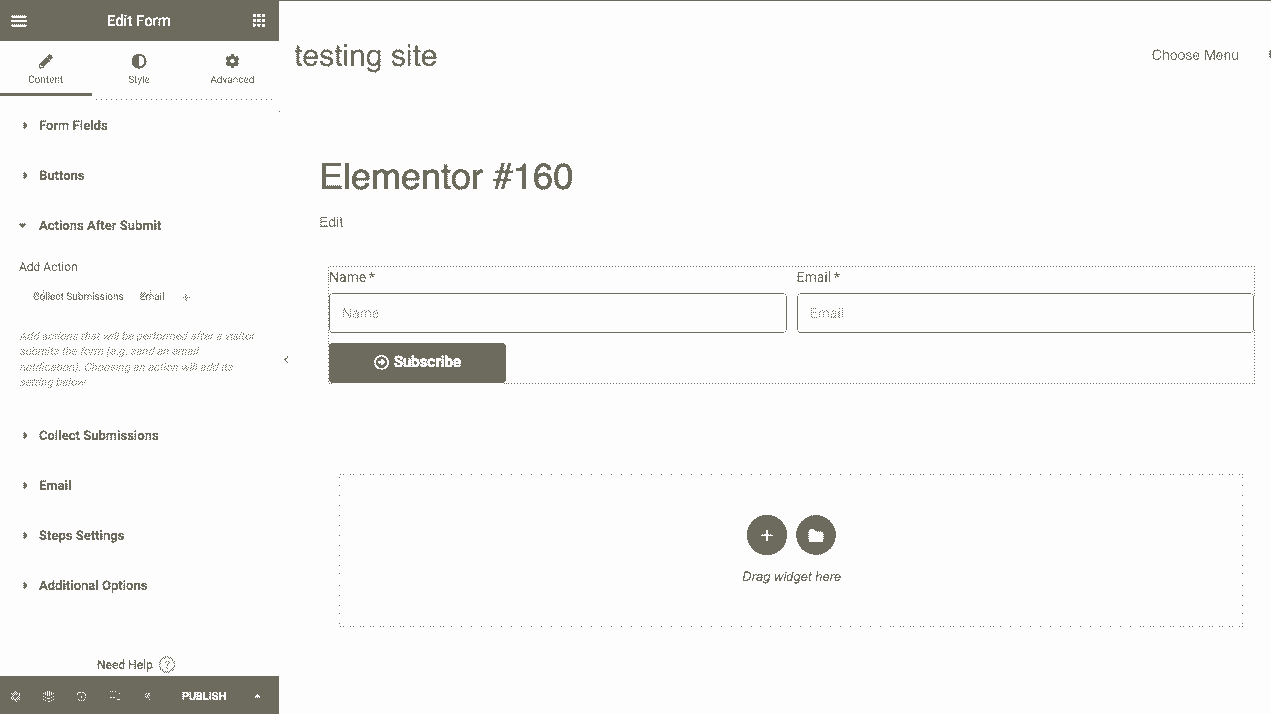 Edit Form
Content
Style
Advanced
Form Fields
Buttons
Actions After Submit
Add Action
Collect Submissions Email +
Add actions that will be performed after a visitor
submits the form (e.g. send an email
notification). Choosing an action will add its
setting below.
Collect Submissions
Email
Steps Settings
Additional Options
Need Help ?
PUBLISH
testing site
Choose Menu
Elementor #160
Edit
Name *
Email *
Name
Email
Subscribe
Drag widget here